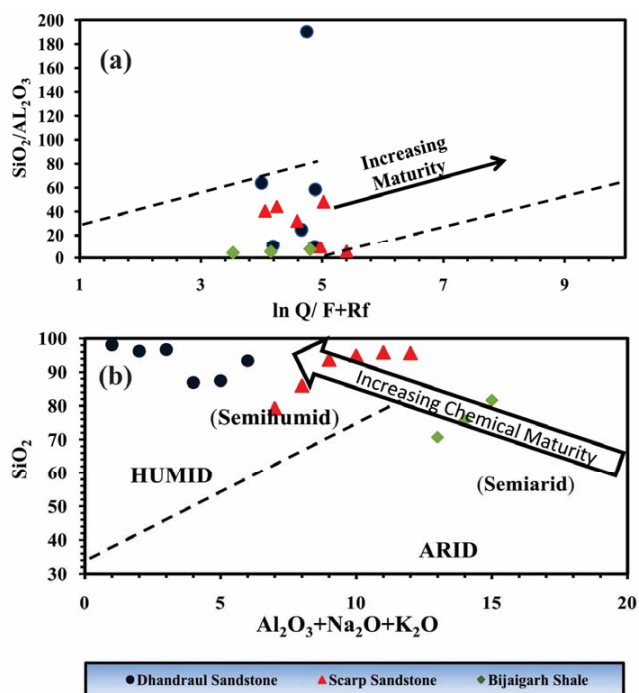 (a)
SiO₂/AL₂O₃
200
180
160
140
120
100
80
60
40
20
0
Increasing
Maturity
1
3
5
7
9
ln Q/ F+Rf
(b)
SiO₂
100
90
80
70
60
50
40
30
Increasing Chemical Maturity
(Semihumid)
HUMID
(Semiarid)
ARID
0
5
10
15
20
Al₂O₃+Na₂O+K₂O
Dhandraul Sandstone
Scarp Sandstone
Bijaigarh Shale